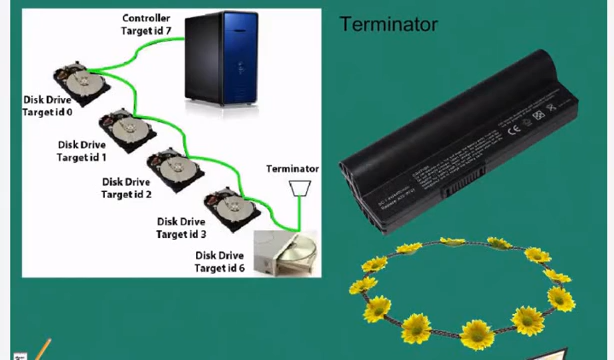 Terminator
Controller
Target id 7
Disk Drive
Target id 0
Disk Drive
Target id 1
Disk Drive
Target id 2
Disk Drive
Target id 3
Terminator
Disk Drive
Target id 6
CE